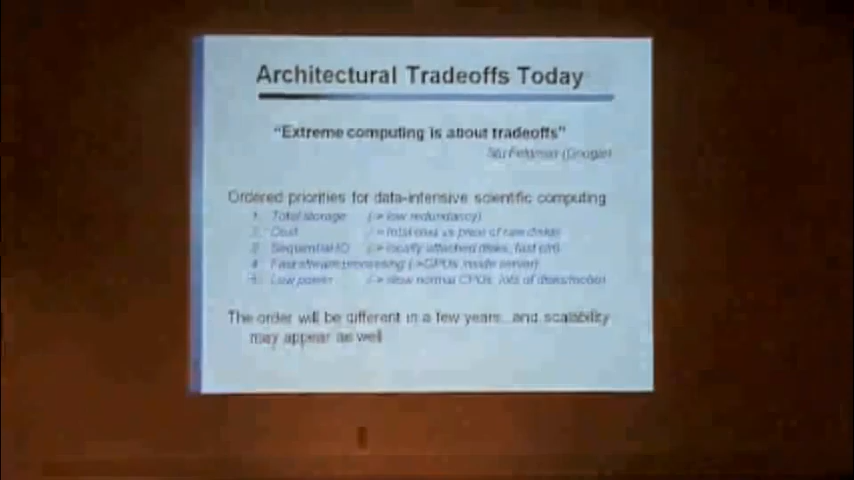 Architectural Tradeoffs Today
“Extreme computing is about tradeoffs”
Stu Feldman (Google)
Ordered priorities for data-intensive scientific computing
1. Total storage (-> low redundancy)
2. Cost (-> total cost vs price of raw disks)
3. Sequential IO (-> locally attached disks, fast ctrl)
4. Fast stream processing (->GPUs inside server)
5. Low power (-> slow normal CPUs, lots of disks/mobo)
The order will be different in a few years...and scalability
may appear as well